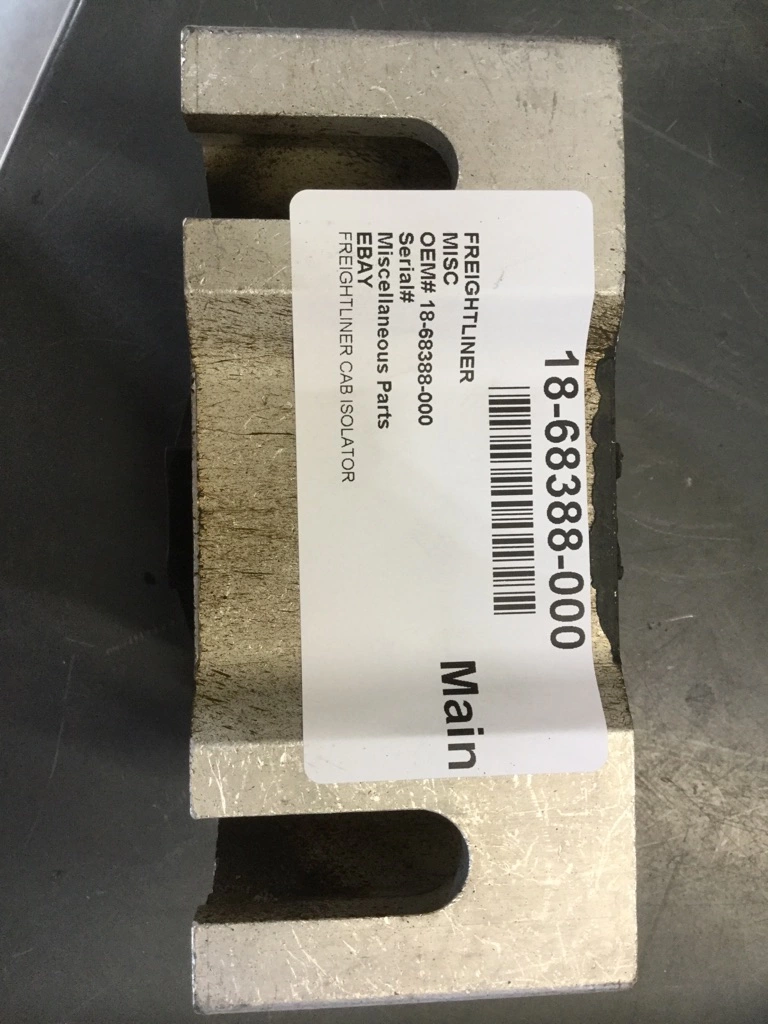 18-68388-000
FREIGHTLINER
MISC
OEM# 18-68388-000
Serial#
Miscellaneous Parts
EBAY
FREIGHTLINER CAB ISOLATOR
Main